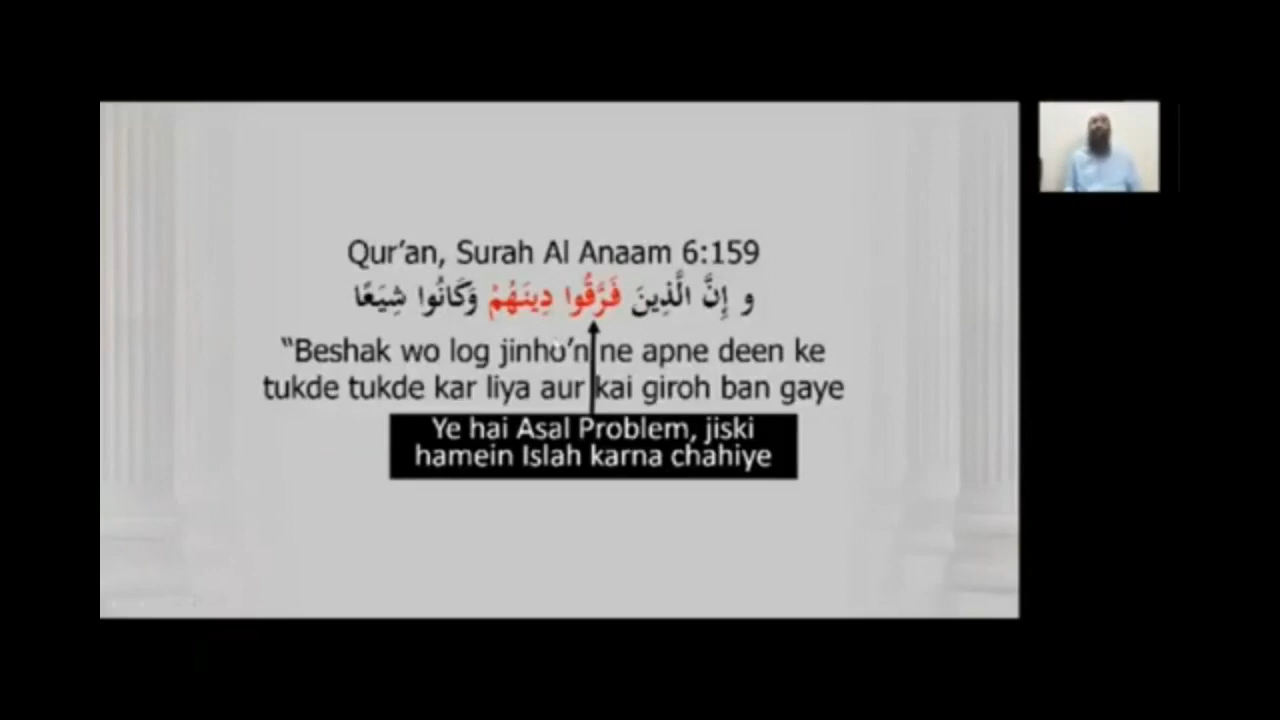 Qur’an, Surah Al Anaam 6:159
و إِنَّ الَّذِينَ فَرَّقُوا دِينَهُمْ وَكَانُوا شِيَعًا
“Beshak wo log jinho’n ne apne deen ke
tukde tukde kar liya aur kai giroh ban gaye
Ye hai Asal Problem, jiski
hamein Islah karna chahiye